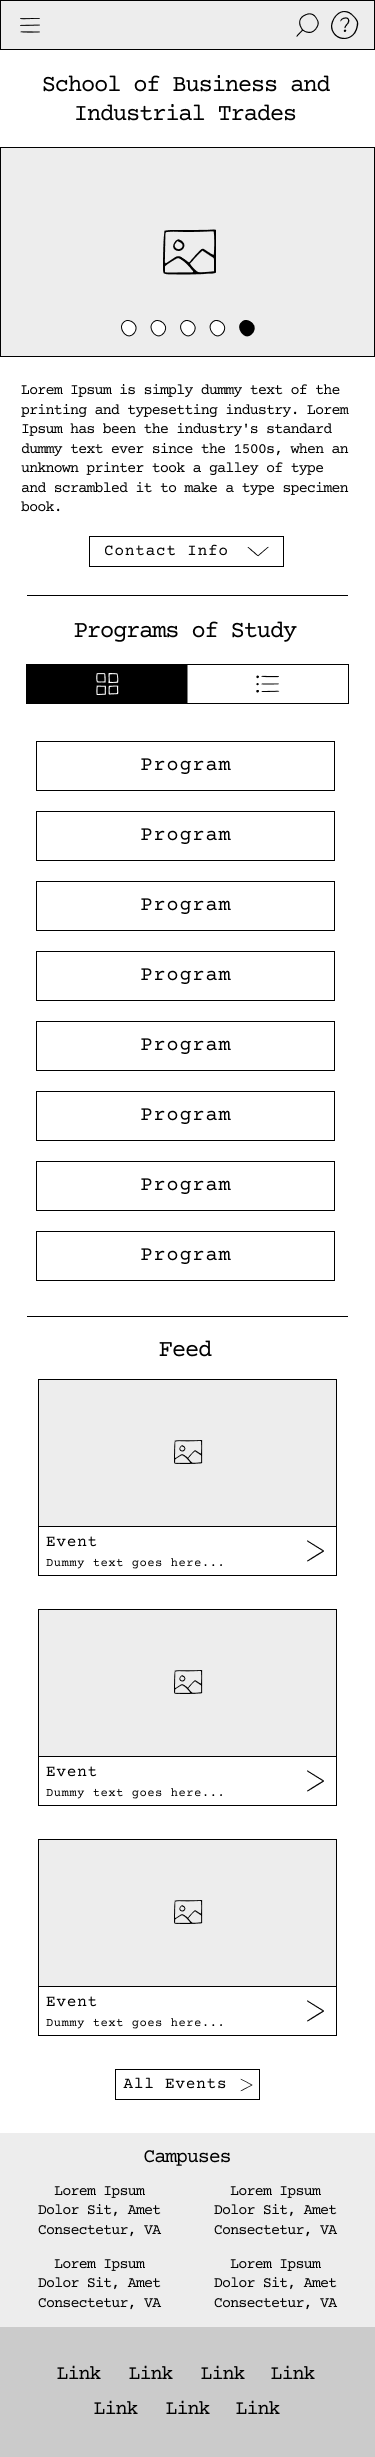 School of Business and
Industrial Trades
Lorem Ipsum is simply dummy text of the
printing and typesetting industry. Lorem
Ipsum has been the industry's standard
dummy text ever since the 1500s, when an
unknown printer took a galley of type
and scrambled it to make a type specimen
book.
Contact Info
Programs of Study
Program
Program
Program
Program
Program
Program
Program
Program
Feed
Event
Dummy text goes here...
Event
Dummy text goes here...
Event
Dummy text goes here...
All Events
Campuses
Lorem Ipsum
Dolor Sit, Amet
Consectetur, VA
Lorem Ipsum
Dolor Sit, Amet
Consectetur, VA
Lorem Ipsum
Dolor Sit, Amet
Consectetur, VA
Lorem Ipsum
Dolor Sit, Amet
Consectetur, VA
Link Link Link Link
Link Link Link